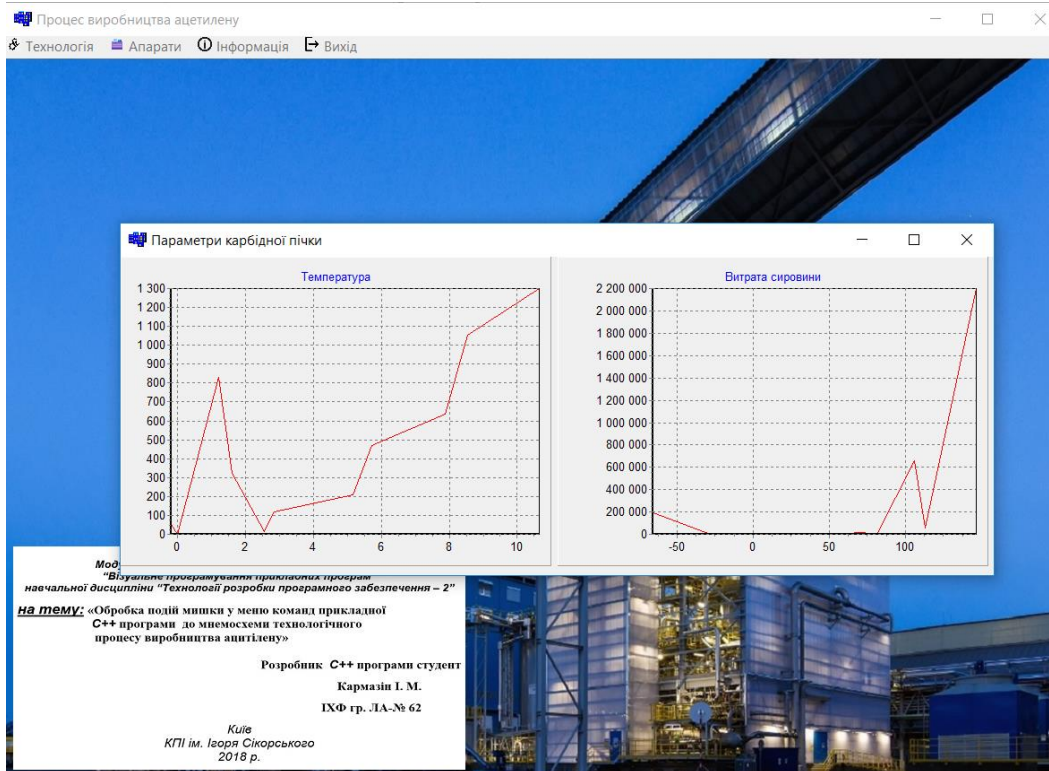 Процес виробництва ацетилену
Технологія Апарати Інформація Вихід
Параметри карбідної пічки
Температура
1 300
1 200
1 100
1 000
900
800
700
600
500
400
300
200
100
0
0 2 4 6 8 10
Витрата сировини
2 200 000
2 000 000
1 800 000
1 600 000
1 400 000
1 200 000
1 000 000
800 000
600 000
400 000
200 000
0
-50 0 50 100
“Візуальне програмування прикладних програм
навчальної дисципліни “Технології розробки програмного забезпечення – 2”
на тему: «Обробка подій мишки у меню команд прикладної
С++ програми до мнемосхеми технологічного
процесу виробництва ацитілену»
Розробник С++ програми студент
Кармазін І. М.
ІХФ гр. ЛА-№ 62
Київ
КПІ ім. Ігоря Сікорського
2018 р.